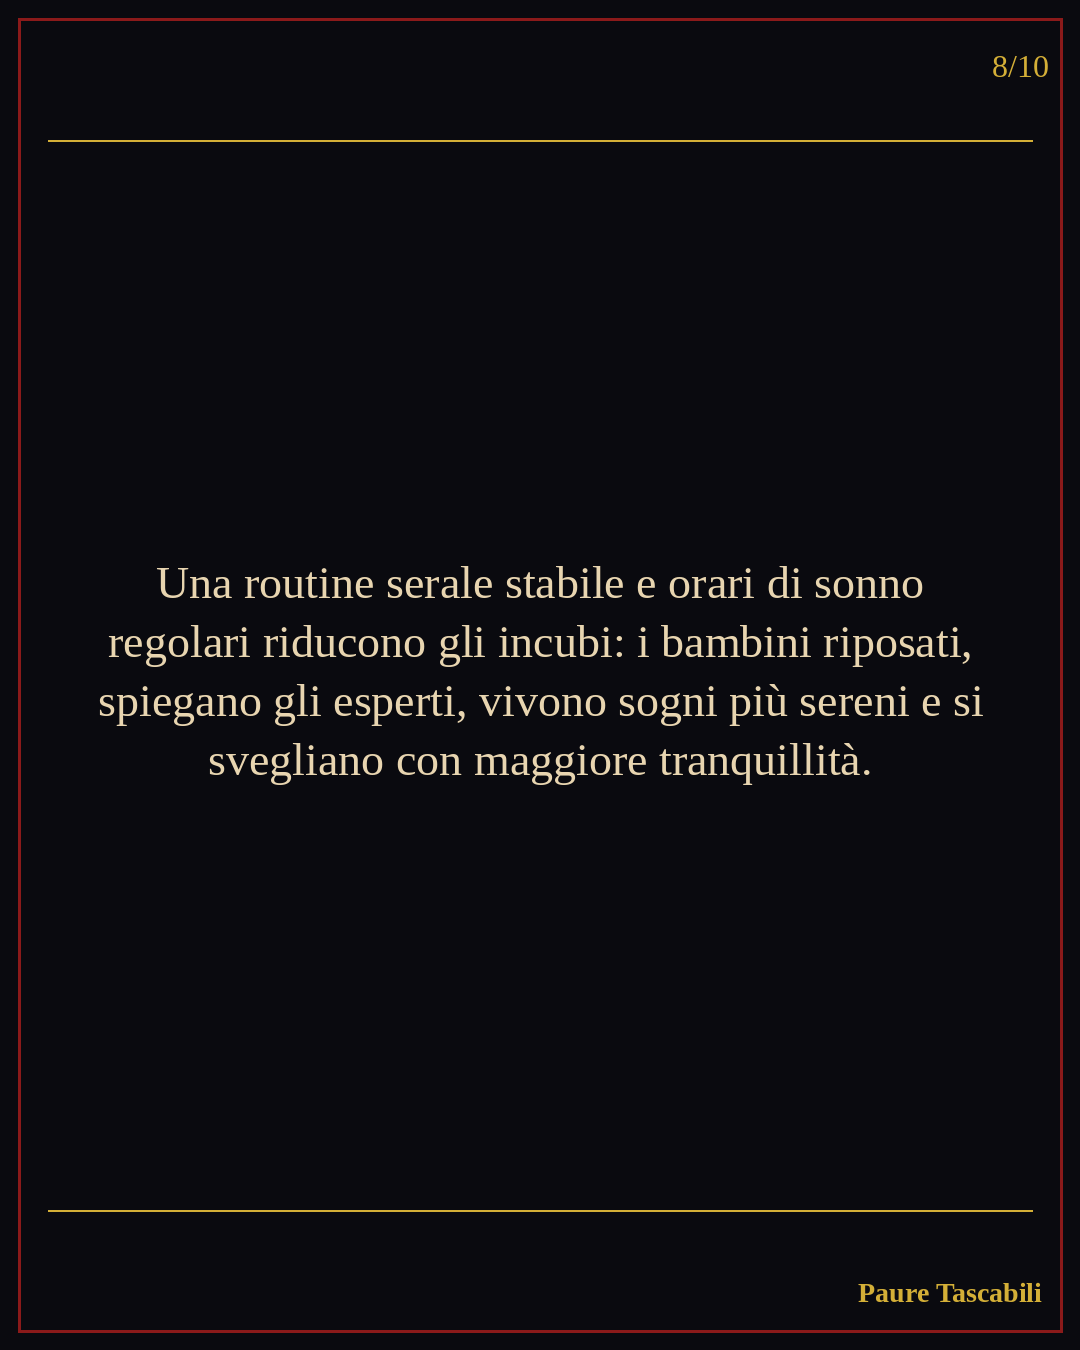 8/10
Una routine serale stabile e orari di sonno
regolari riducono gli incubi: i bambini riposati,
spiegano gli esperti, vivono sogni più sereni e si
svegliano con maggiore tranquillità.
Paure Tascabili